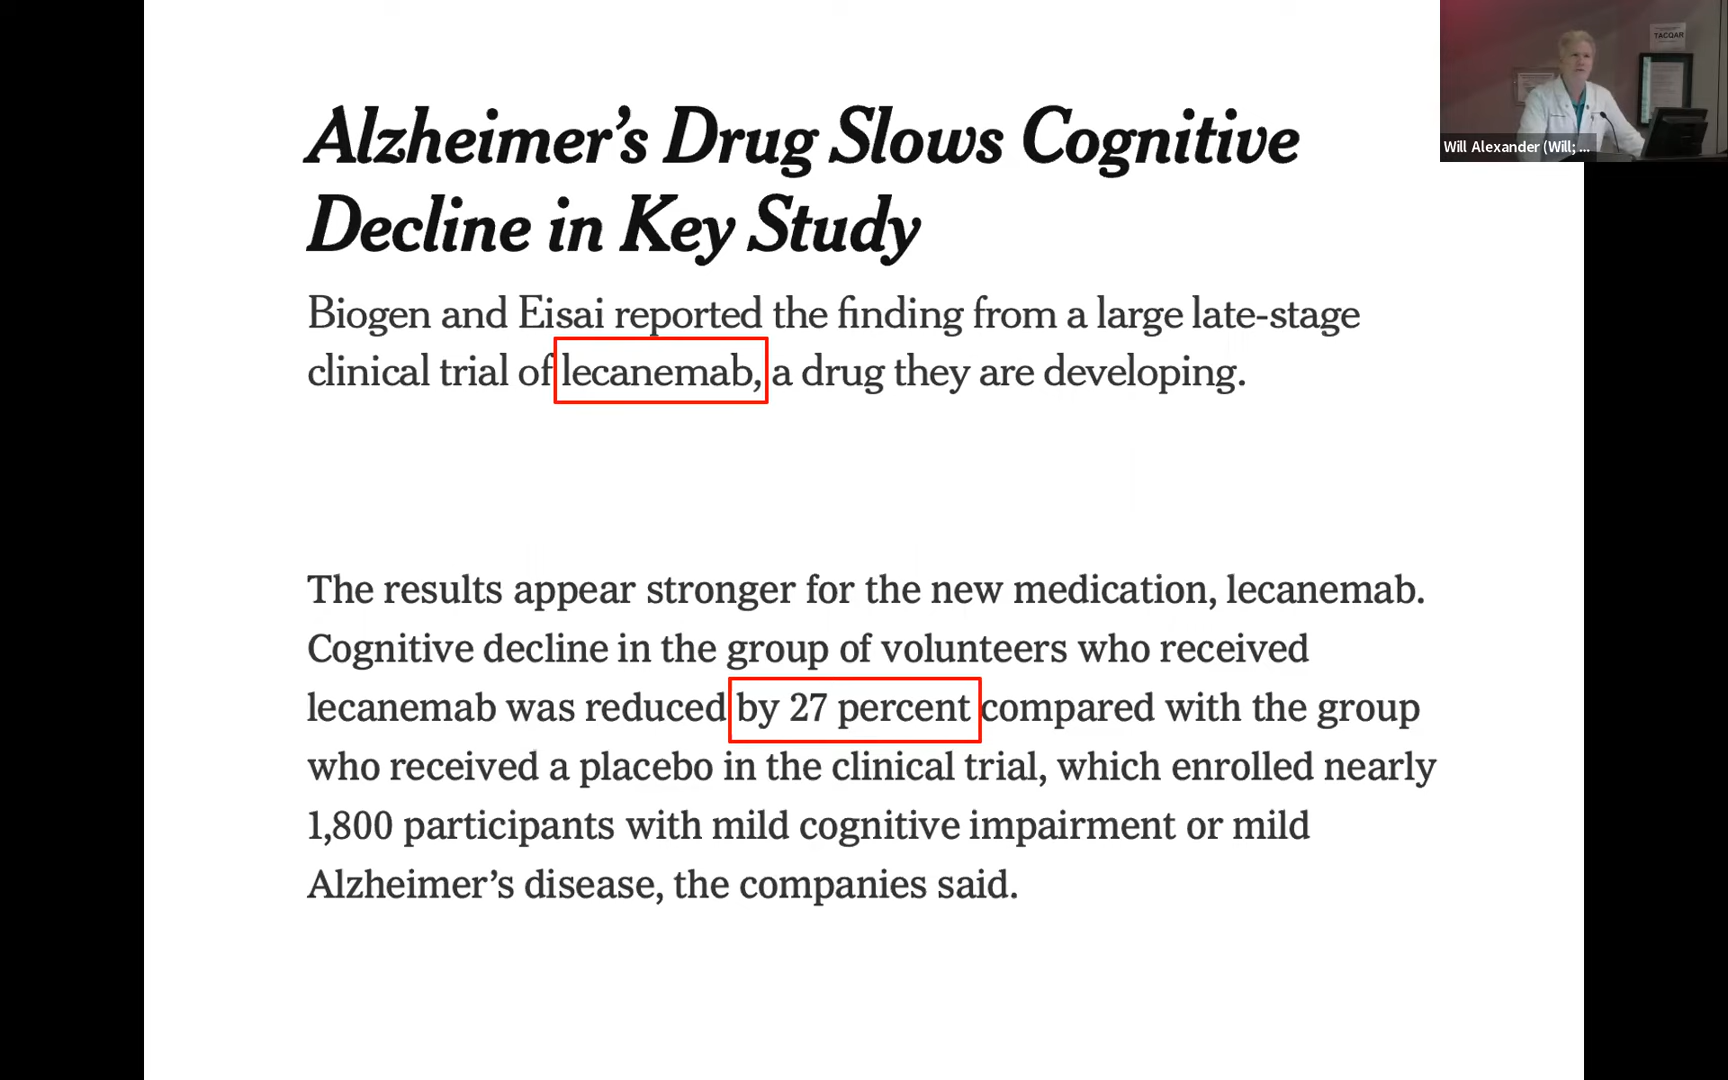 Alzheimer's Drug Slows Cognitive
Decline in Key Study
Biogen and Eisai reported the finding from a large late-stage
clinical trial of lecanemab, a drug they are developing.
The results appear stronger for the new medication, lecanemab.
Cognitive decline in the group of volunteers who received
lecanemab was reduced by 27 percent compared with the group
who received a placebo in the clinical trial, which enrolled nearly
1,800 participants with mild cognitive impairment or mild
Alzheimer's disease, the companies said.
TACQAR
Will Alexander (Will; ...